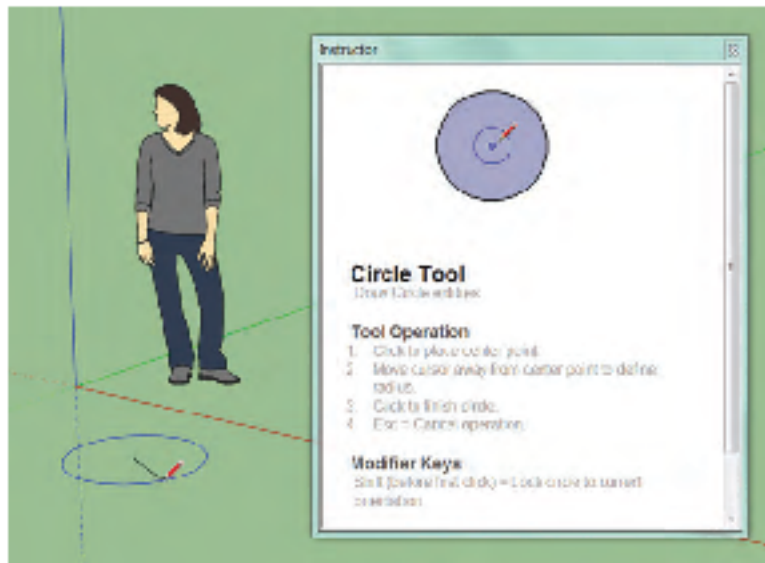 Instructor
Circle Tool
Draw Circle entities
Tool Operation
1. Click to place center point.
2. Move cursor away from center point to define
radius.
3. Click to finish circle.
4. Esc = Cancel operation.
Modifier Keys
Shift (before first click) = Lock circle to current
orientation